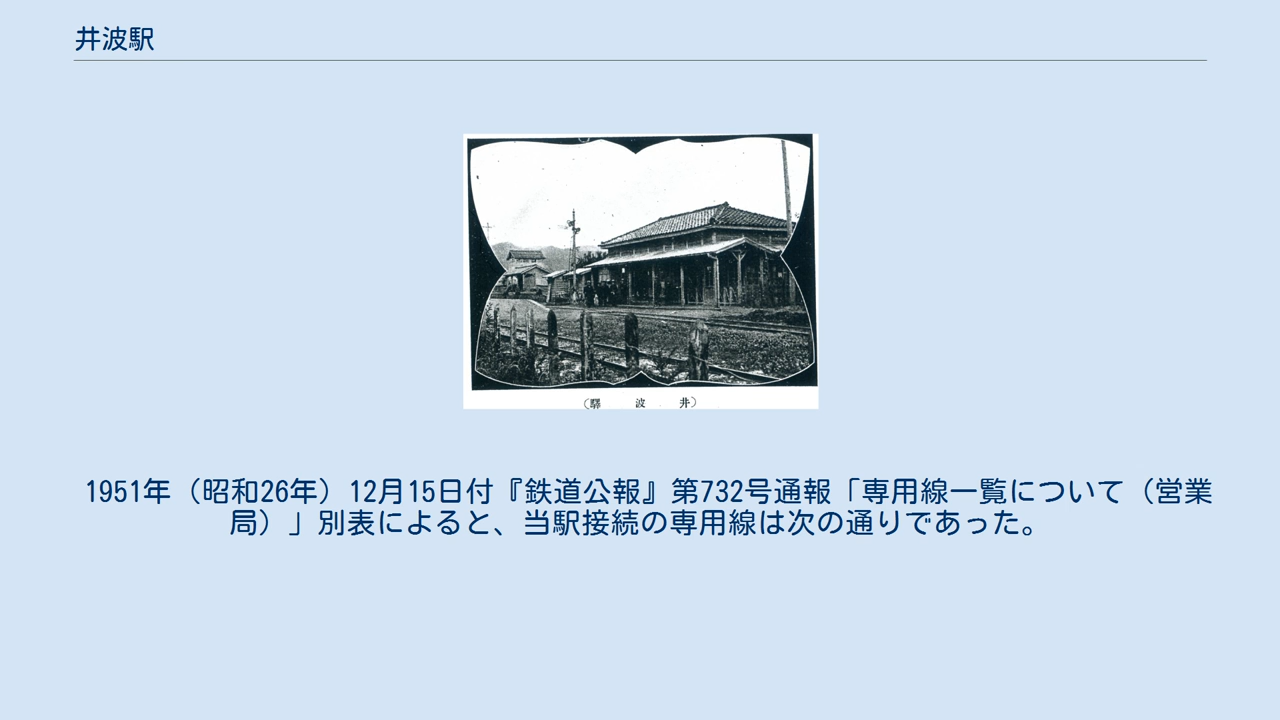 井波駅
（驛　波　井）
1951年（昭和26年）12月15日付『鉄道公報』第732号通報「専用線一覧について（営業
局）」別表によると、当駅接続の専用線は次の通りであった。